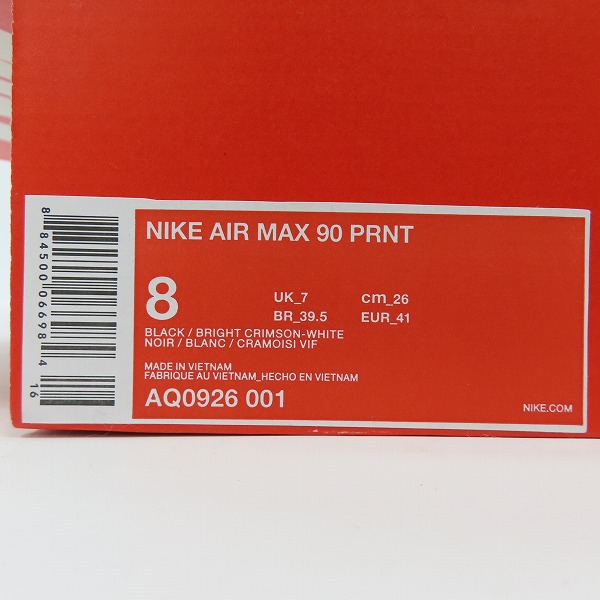 NIKE AIR MAX 90 PRNT
8
UK_7 cm_26
BR_39.5 EUR_41
BLACK / BRIGHT CRIMSON-WHITE
NOIR / BLANC / CRAMOISI VIF
MADE IN VIETNAM
FABRIQUE AU VIETNAM_HECHO EN VIETNAM
AQ0926 001
NIKE.COM
8 84500 06698 4
16